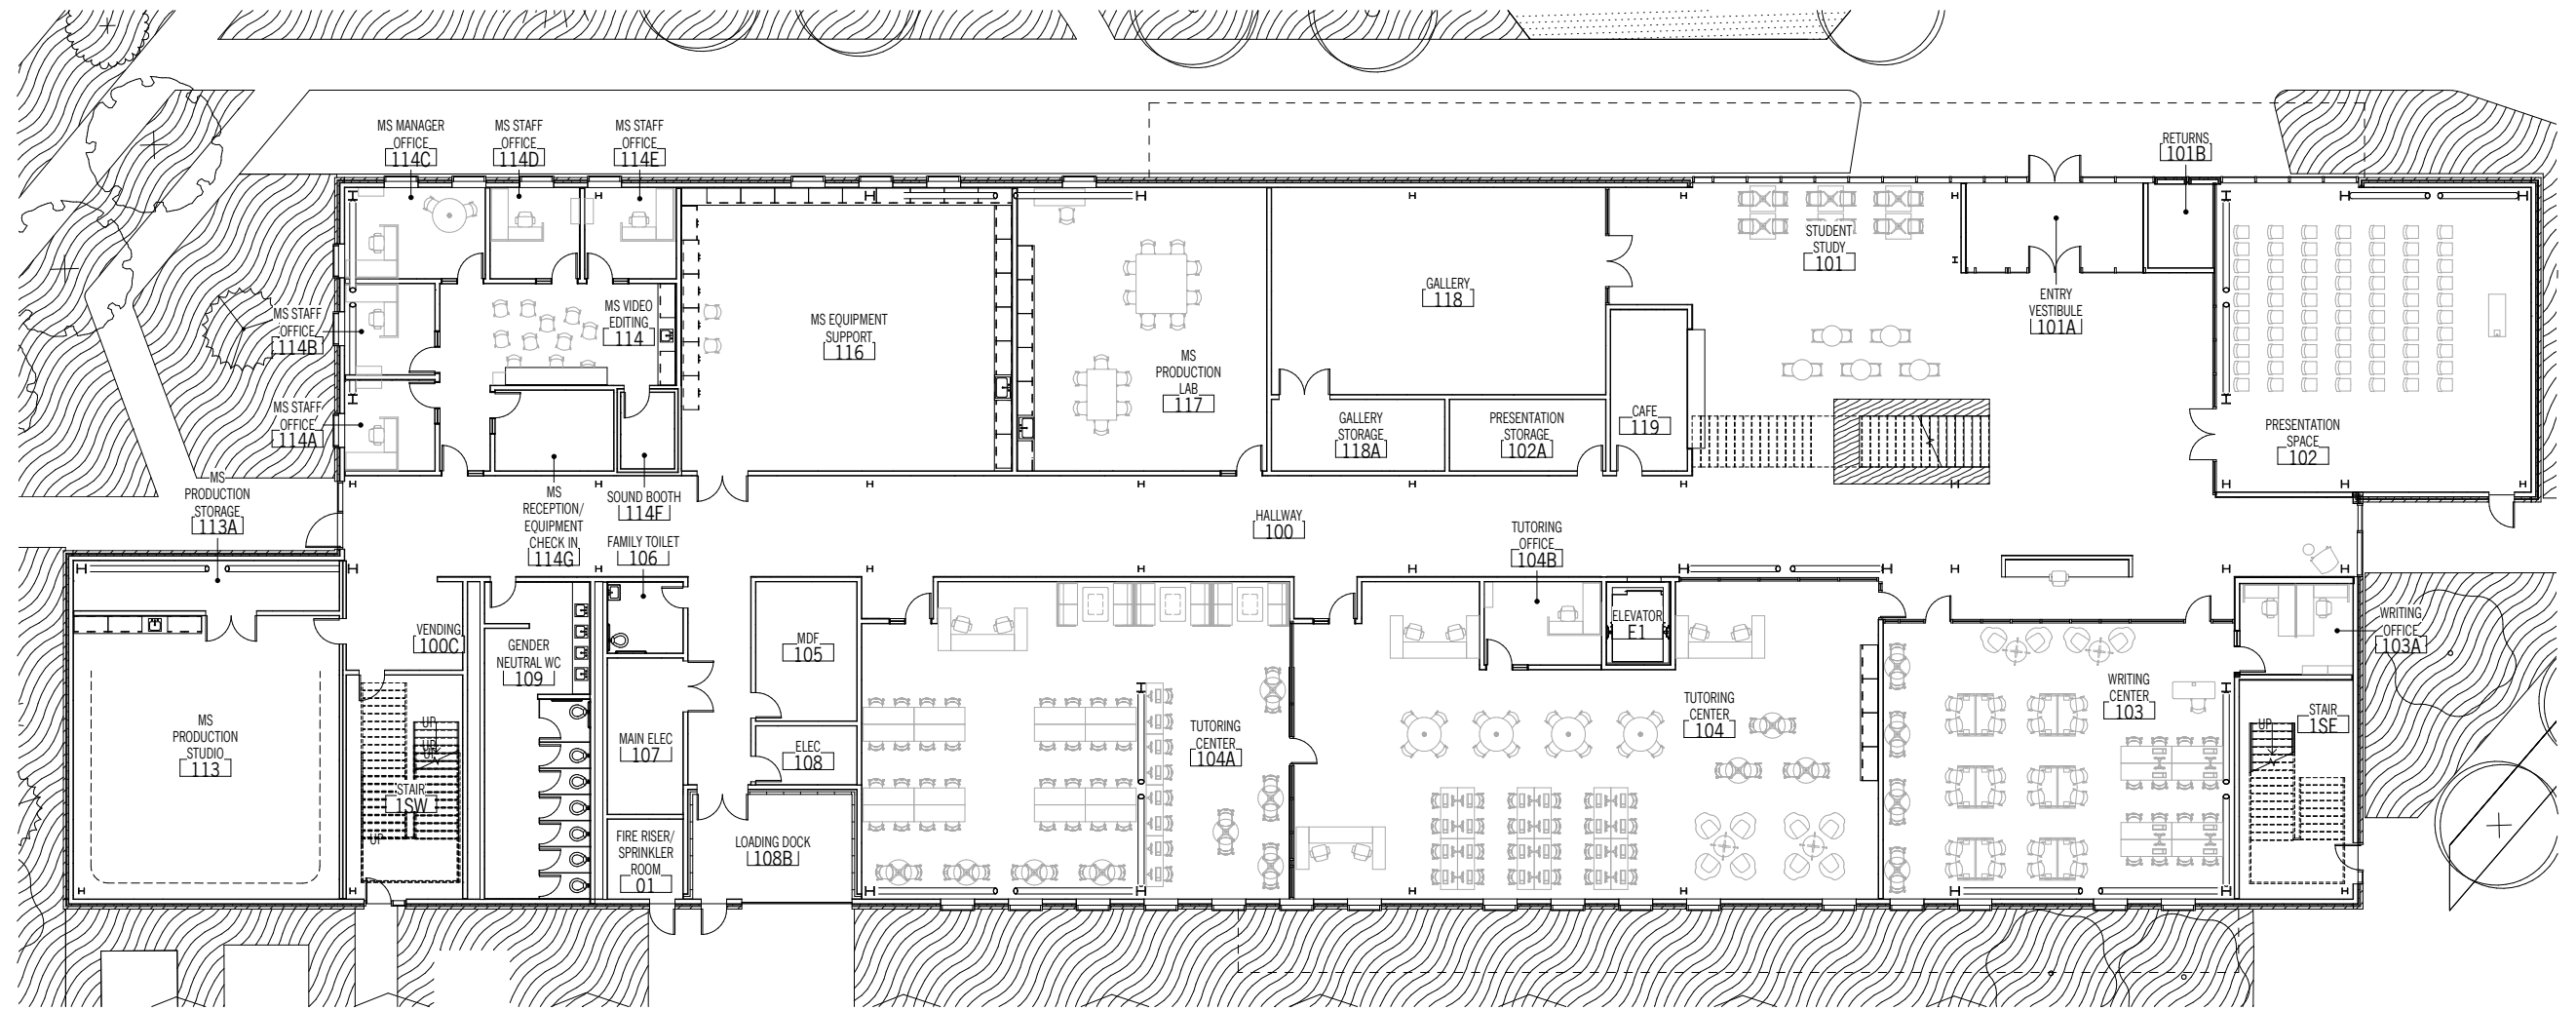 MS MANAGER
OFFICE
114C
MS STAFF
OFFICE
114D
MS STAFF
OFFICE
114E
RETURNS
101B
STUDENT
STUDY
101
GALLERY
118
ENTRY
VESTIBULE
101A
MS STAFF
OFFICE
114B
MS VIDEO
EDITING
114
MS EQUIPMENT
SUPPORT
116
MS
PRODUCTION
LAB
117
MS STAFF
OFFICE
114A
GALLERY
STORAGE
118A
PRESENTATION
STORAGE
102A
CAFE
119
PRESENTATION
SPACE
102
MS
PRODUCTION
STORAGE
113A
MS
RECEPTION/
EQUIPMENT
CHECK IN
114G
SOUND BOOTH
114F
FAMILY TOILET
106
HALLWAY
100
TUTORING
OFFICE
104B
VENDING
100C
GENDER
NEUTRAL WC
109
MDF
105
ELEVATOR
E1
WRITING
OFFICE
103A
MS
PRODUCTION
STUDIO
113
UP
UP
STAIR
1SW
UP
MAIN ELEC
107
ELEC
108
TUTORING
CENTER
104A
TUTORING
CENTER
104
WRITING
CENTER
103
STAIR
1SE
UP
FIRE RISER/
SPRINKLER
ROOM
01
LOADING DOCK
108B